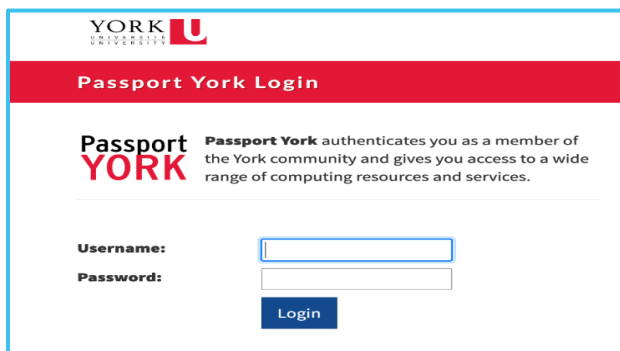 YORK U
UNIVERSITÉ
UNIVERSITY
Passport York Login
Passport
YORK
Passport York authenticates you as a member of
the York community and gives you access to a wide
range of computing resources and services.
Username:
Password:
Login